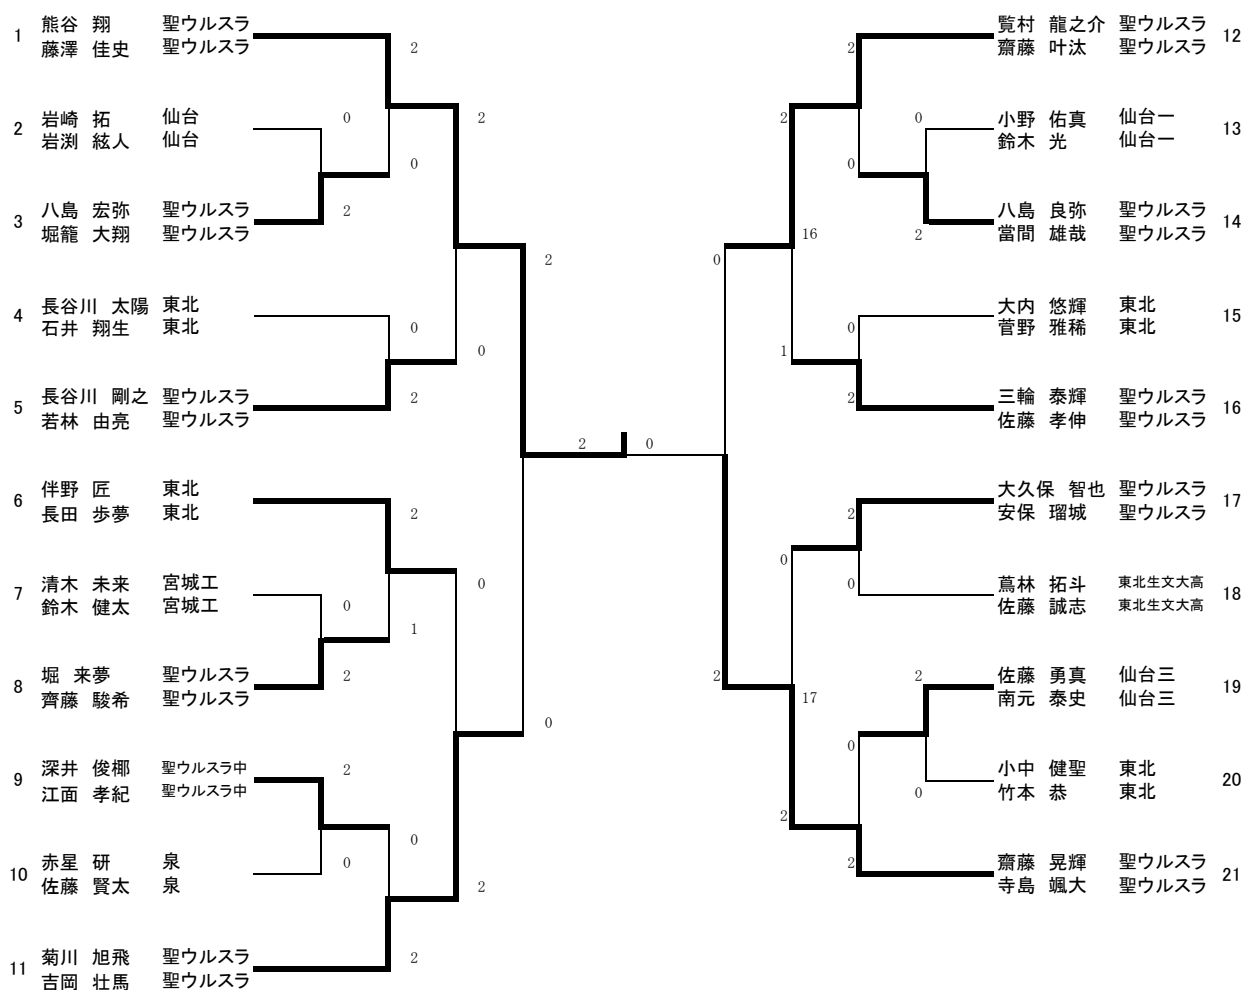 1 熊谷 翔 聖ウルスラ
藤澤 佳史 聖ウルスラ
2
0
2
2 岩崎 拓 仙台
岩渕 絃人 仙台
0
3 八島 宏弥 聖ウルスラ
堀籠 大翔 聖ウルスラ
2
2
4 長谷川 太陽 東北
石井 翔生 東北
0
0
5 長谷川 剛之 聖ウルスラ
若林 由亮 聖ウルスラ
2
2 0
6 伴野 匠 東北
長田 歩夢 東北
2
0
7 清木 未来 宮城工
鈴木 健太 宮城工
0
1
8 堀 来夢 聖ウルスラ
齊藤 駿希 聖ウルスラ
2
0
9 深井 俊椰 聖ウルスラ中
江面 孝紀 聖ウルスラ中
2
0
10 赤星 研 泉
佐藤 賢太 泉
0
2
11 菊川 旭飛 聖ウルスラ
吉岡 壮馬 聖ウルスラ
2
覧村 龍之介 聖ウルスラ 12
齋藤 叶汰 聖ウルスラ
2
2
0
小野 佑真 仙台一 13
鈴木 光 仙台一
0
八島 良弥 聖ウルスラ 14
當間 雄哉 聖ウルスラ
2
16
0
大内 悠輝 東北 15
菅野 雅稀 東北
0
1
三輪 泰輝 聖ウルスラ 16
佐藤 孝伸 聖ウルスラ
2
大久保 智也 聖ウルスラ 17
安保 瑠城 聖ウルスラ
2
0
0
蔦林 拓斗 東北生文大高 18
佐藤 誠志 東北生文大高
2
17
佐藤 勇真 仙台三 19
南元 泰史 仙台三
2
0
小中 健聖 東北 20
竹本 恭 東北
0
2
齋藤 晃輝 聖ウルスラ 21
寺島 颯大 聖ウルスラ
2